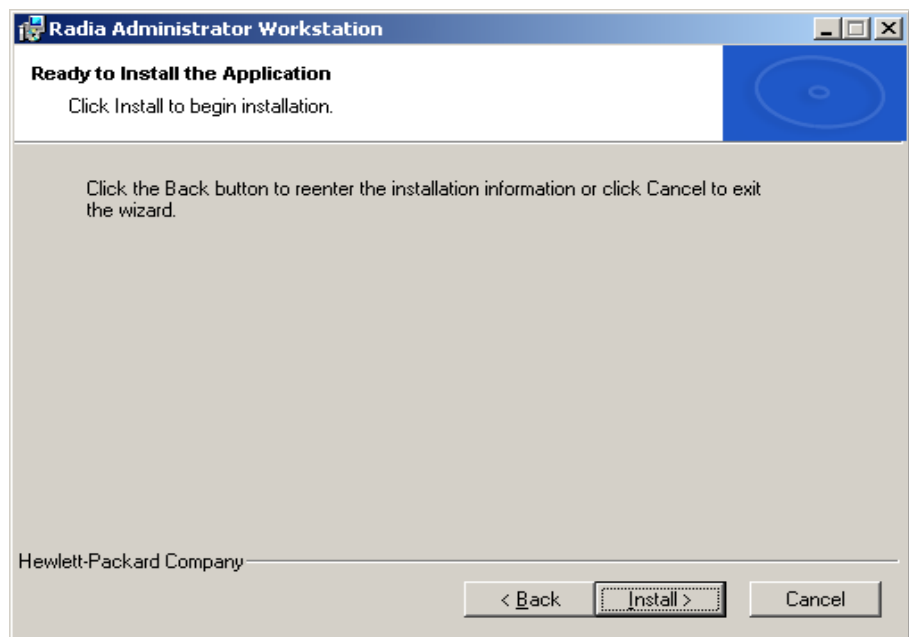 Radia Administrator Workstation
Ready to Install the Application
Click Install to begin installation.
Click the Back button to reenter the installation information or click Cancel to exit
the wizard.
Hewlett-Packard Company
< Back
Install >
Cancel